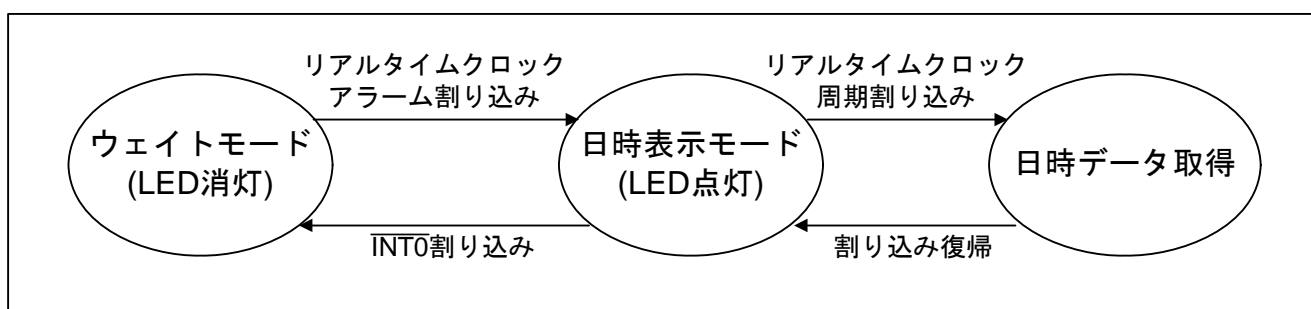 リアルタイムクロック
アラーム割り込み
リアルタイムクロック
周期割り込み
ウェイトモード
(LED消灯)
日時表示モード
(LED点灯)
日時データ取得
INT0割り込み
割り込み復帰